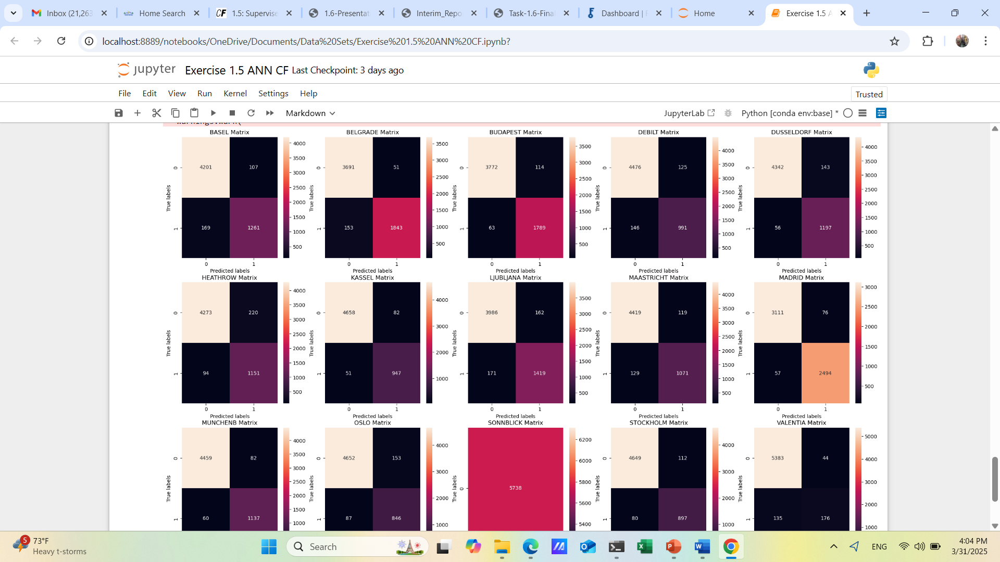 Inbox (21,263
Home Search
CF 1.5: Supervise
1.6-Presentat
Interim_Repo
Task-1.6-Fina
Dashboard |
Home
Exercise 1.5 A
localhost:8889/notebooks/OneDrive/Documents/Data%20Sets/Exercise%201.5%20ANN%20CF.ipynb?
jupyter Exercise 1.5 ANN CF Last Checkpoint: 3 days ago
File Edit View Run Kernel Settings Help
Trusted
Markdown
JupyterLab
Python [conda env:base] *
BASEL Matrix
4201 107
169 1261
0 1
0 1
True labels
Predicted labels
4000
3500
3000
2500
2000
1500
1000
500
BELGRADE Matrix
3691 51
153 1843
0 1
0 1
True labels
Predicted labels
3500
3000
2500
2000
1500
1000
500
BUDAPEST Matrix
3772 114
63 1789
0 1
0 1
True labels
Predicted labels
3500
3000
2500
2000
1500
1000
500
DEBILT Matrix
4476 125
146 991
0 1
0 1
True labels
Predicted labels
4000
3500
3000
2500
2000
1500
1000
500
DUSSELDORF Matrix
4342 143
56 1197
0 1
0 1
True labels
Predicted labels
4000
3500
3000
2500
2000
1500
1000
500
HEATHROW Matrix
4273 220
94 1151
0 1
0 1
True labels
Predicted labels
4000
3500
3000
2500
2000
1500
1000
500
KASSEL Matrix
4658 82
51 947
0 1
0 1
True labels
Predicted labels
4000
3000
2000
1000
LJUBLJANA Matrix
3986 162
171 1419
0 1
0 1
True labels
Predicted labels
3500
3000
2500
2000
1500
1000
500
MAASTRICHT Matrix
4419 119
129 1071
0 1
0 1
True labels
Predicted labels
4000
3500
3000
2500
2000
1500
1000
500
MADRID Matrix
3111 76
57 2494
0 1
0 1
True labels
Predicted labels
3000
2500
2000
1500
1000
500
MUNCHENB Matrix
4459 82
60 1137
0 1
True labels
4000
3500
3000
2500
2000
1500
1000
OSLO Matrix
4652 153
87 846
0 1
True labels
4000
3000
2000
1000
SONNBLICK Matrix
5738
0
True labels
6200
6000
5800
5600
5400
STOCKHOLM Matrix
4649 112
80 897
0 1
True labels
4000
3000
2000
1000
VALENTIA Matrix
5383 44
135 176
0 1
True labels
5000
4000
3000
2000
1000
5
73°F
Heavy t-storms
Search
ENG
4:04 PM
3/31/2025